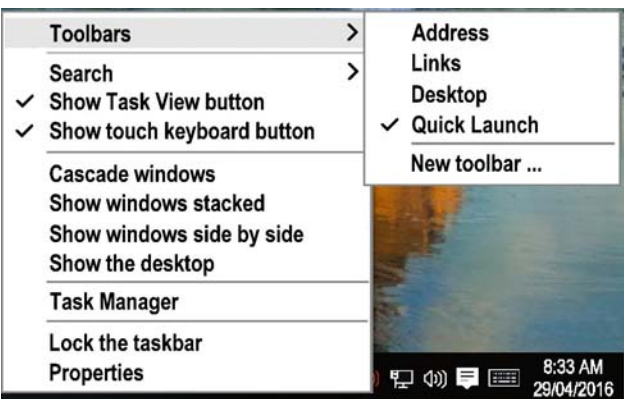 Toolbars
Search
Show Task View button
Show touch keyboard button
Cascade windows
Show windows stacked
Show windows side by side
Show the desktop
Task Manager
Lock the taskbar
Properties
Address
Links
Desktop
Quick Launch
New toolbar ...
8:33 AM
29/04/2016